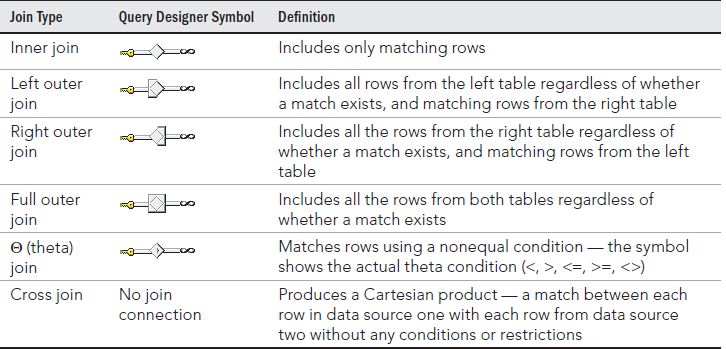 Join Type Query Designer Symbol Definition
Inner join Includes only matching rows
Left outer Includes all rows from the left table regardless of whether
join a match exists, and matching rows from the right table
Right outer Includes all the rows from the right table regardless of
join whether a match exists, and matching rows from the left
table
Full outer Includes all the rows from both tables regardless of
join whether a match exists
Θ (theta) Matches rows using a nonequal condition — the symbol
join shows the actual theta condition (<, >, <=, >=, <>)
Cross join No join Produces a Cartesian product — a match between each
connection row in data source one with each row from data source
two without any conditions or restrictions